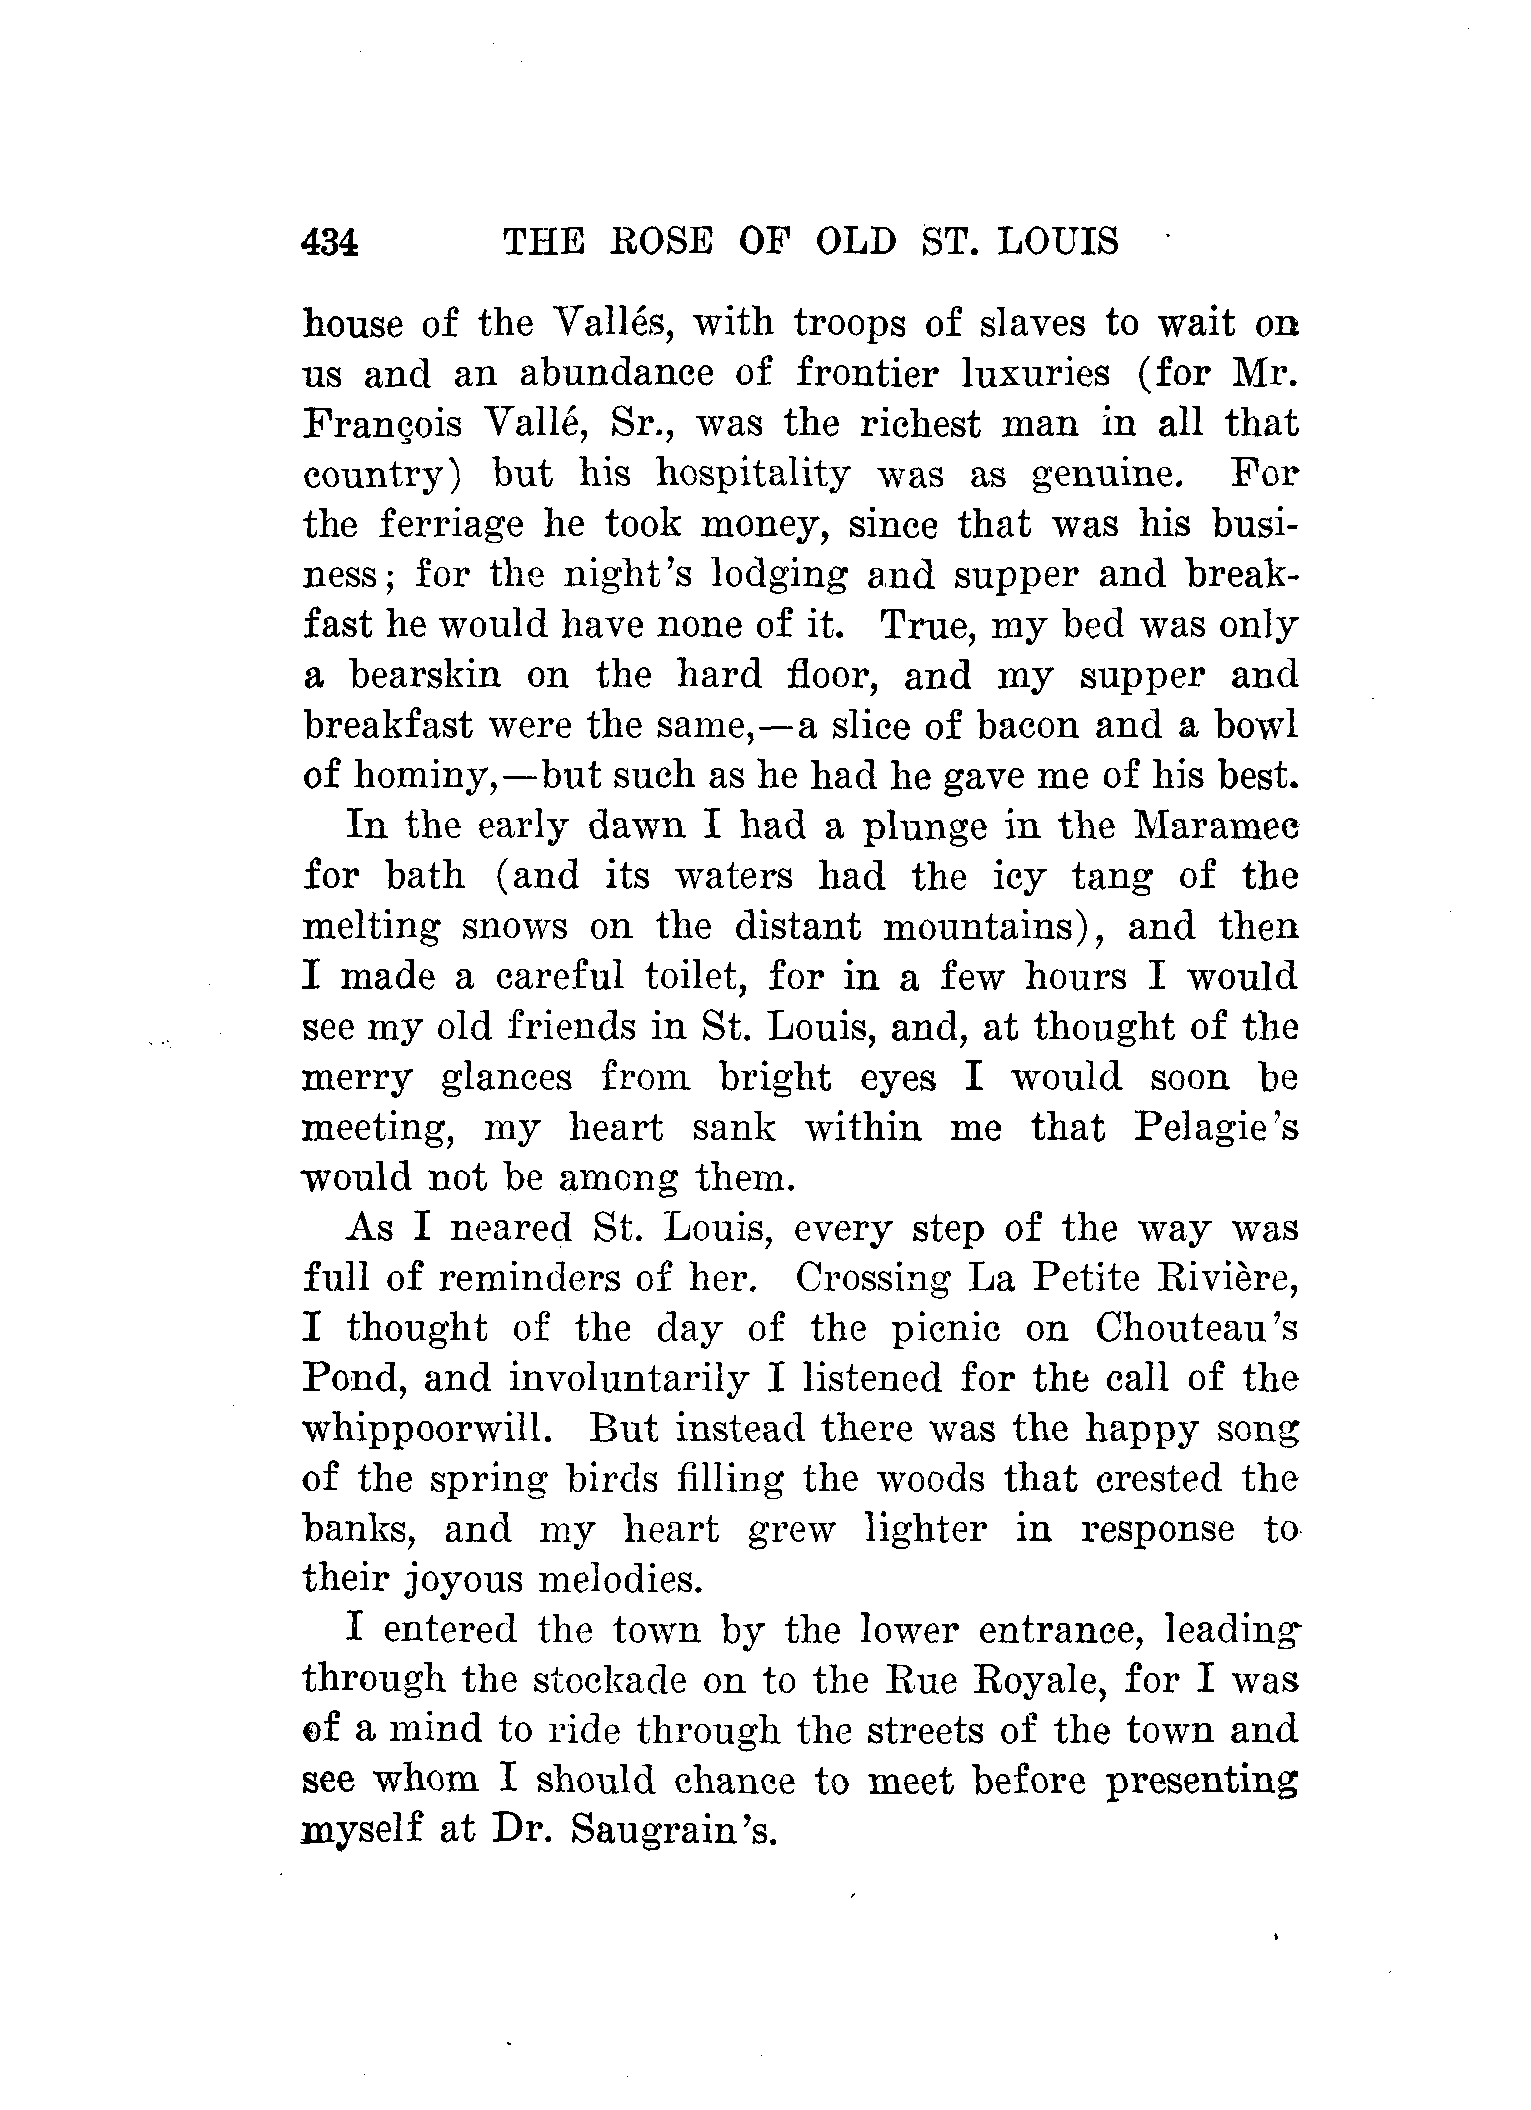 434 THE ROSE OF OLD ST. LOUIS
house of the Vallés, with troops of slaves to wait on
us and an abundance of frontier luxuries (for Mr.
François Vallé, Sr., was the richest man in all that
country) but his hospitality was as genuine. For
the ferriage he took money, since that was his busi-
ness; for the night's lodging and supper and break-
fast he would have none of it. True, my bed was only
a bearskin on the hard floor, and my supper and
breakfast were the same,—a slice of bacon and a bowl
of hominy,—but such as he had he gave me of his best.
In the early dawn I had a plunge in the Maramec
for bath (and its waters had the icy tang of the
melting snows on the distant mountains), and then
I made a careful toilet, for in a few hours I would
see my old friends in St. Louis, and, at thought of the
merry glances from bright eyes I would soon be
meeting, my heart sank within me that Pelagie's
would not be among them.
As I neared St. Louis, every step of the way was
full of reminders of her. Crossing La Petite Rivière,
I thought of the day of the picnic on Chouteau's
Pond, and involuntarily I listened for the call of the
whippoorwill. But instead there was the happy song
of the spring birds filling the woods that crested the
banks, and my heart grew lighter in response to
their joyous melodies.
I entered the town by the lower entrance, leading
through the stockade on to the Rue Royale, for I was
of a mind to ride through the streets of the town and
see whom I should chance to meet before presenting
myself at Dr. Saugrain's.